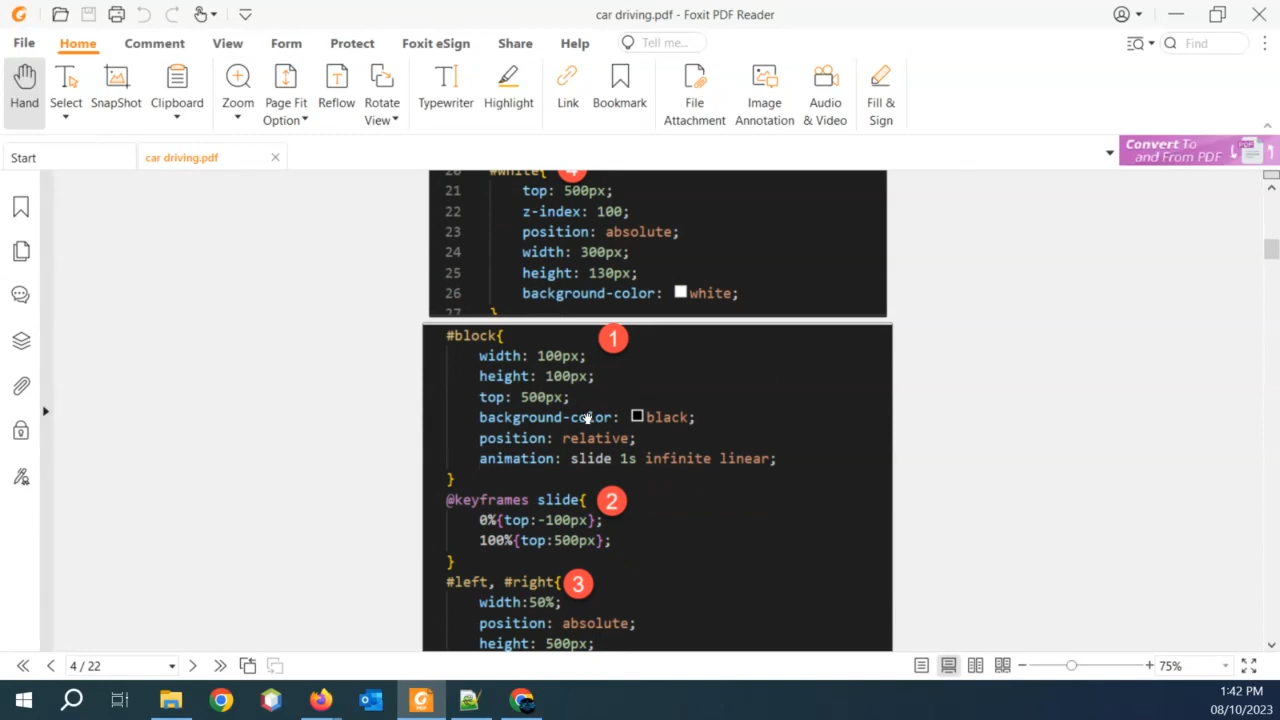 car driving.pdf - Foxit PDF Reader
File
Home
Comment
View
Form
Protect
Foxit eSign
Share
Help
Tell me...
Find
Hand
Select
SnapShot
Clipboard
Zoom
Page Fit
Option
Reflow
Rotate
View
Typewriter
Highlight
Link
Bookmark
File
Attachment
Image
Annotation
Audio
& Video
Fill &
Sign
Start
car driving.pdf
Convert To
and From PDF
PDF
20 #white{ 4
21 top: 500px;
22 z-index: 100;
23 position: absolute;
24 width: 300px;
25 height: 130px;
26 background-color: white;
27 }
#block{ 1
width: 100px;
height: 100px;
top: 500px;
background-color: black;
position: relative;
animation: slide 1s infinite linear;
}
@keyframes slide{ 2
0%{top:-100px};
100%{top:500px};
}
#left, #right{ 3
width:50%;
position: absolute;
height: 500px;
4 / 22
75%
1:42 PM
08/10/2023